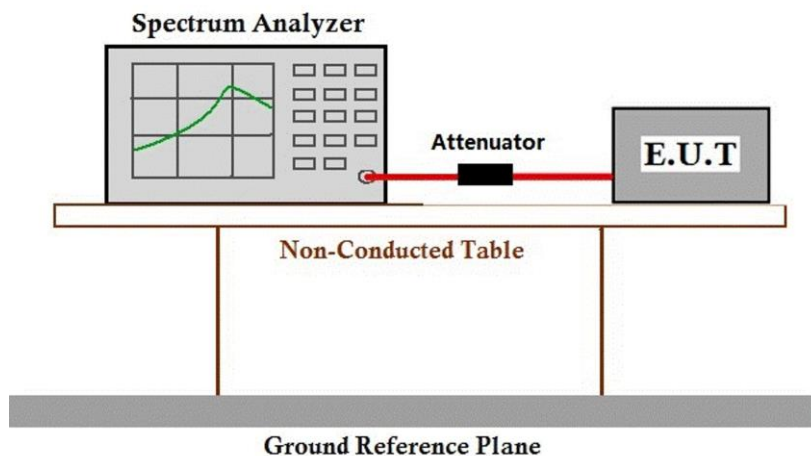 Spectrum Analyzer
Attenuator
E.U.T
Non-Conducted Table
Ground Reference Plane